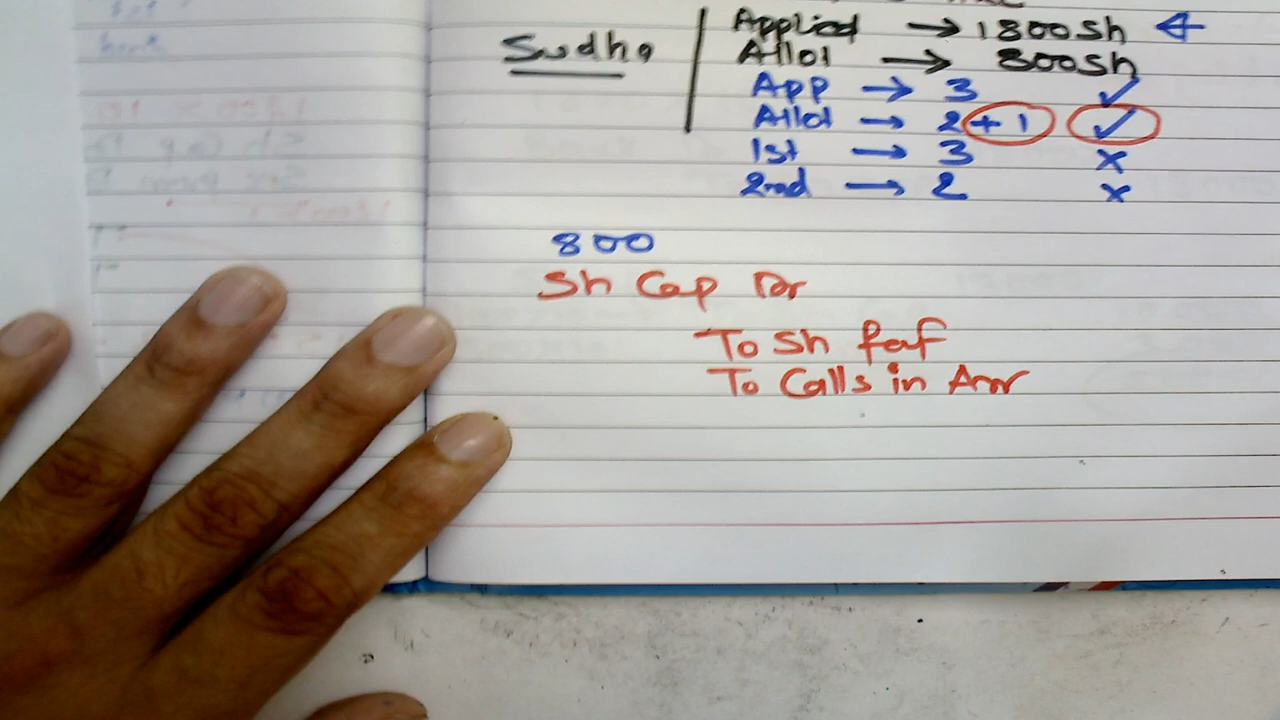 Sudha
Applied → 1800Sh
Allot → 800Sh
App → 3 ✓
Allot → 2 + 1 ✓
1st → 3 ×
2nd → 2 ×
800
Sh Cap Dr
To Sh forf
To Calls in Arr